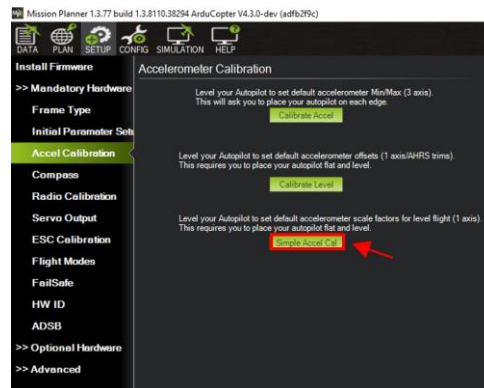 Mission Planner 1.3.77 build 1.3.8110.38294 ArduCopter V4.3.0-dev (adfb2f9c)
DATA PLAN SETUP CONFIG SIMULATION HELP
Install Firmware
>> Mandatory Hardware
Frame Type
Initial Parameter Setu
Accel Calibration
Compass
Radio Calibration
Servo Output
ESC Calibration
Flight Modes
FailSafe
HW ID
ADSB
>> Optional Hardware
>> Advanced
Accelerometer Calibration
Level your Autopilot to set default accelerometer Min/Max (3 axis).
This will ask you to place your autopilot on each edge.
Calibrate Accel
Level your Autopilot to set default accelerometer offsets (1 axis/AHRS trims).
This requires you to place your autopilot flat and level.
Calibrate Level
Level your Autopilot to set default accelerometer scale factors for level flight (1 axis).
This requires you to place your autopilot flat and level.
Simple Accel Cal